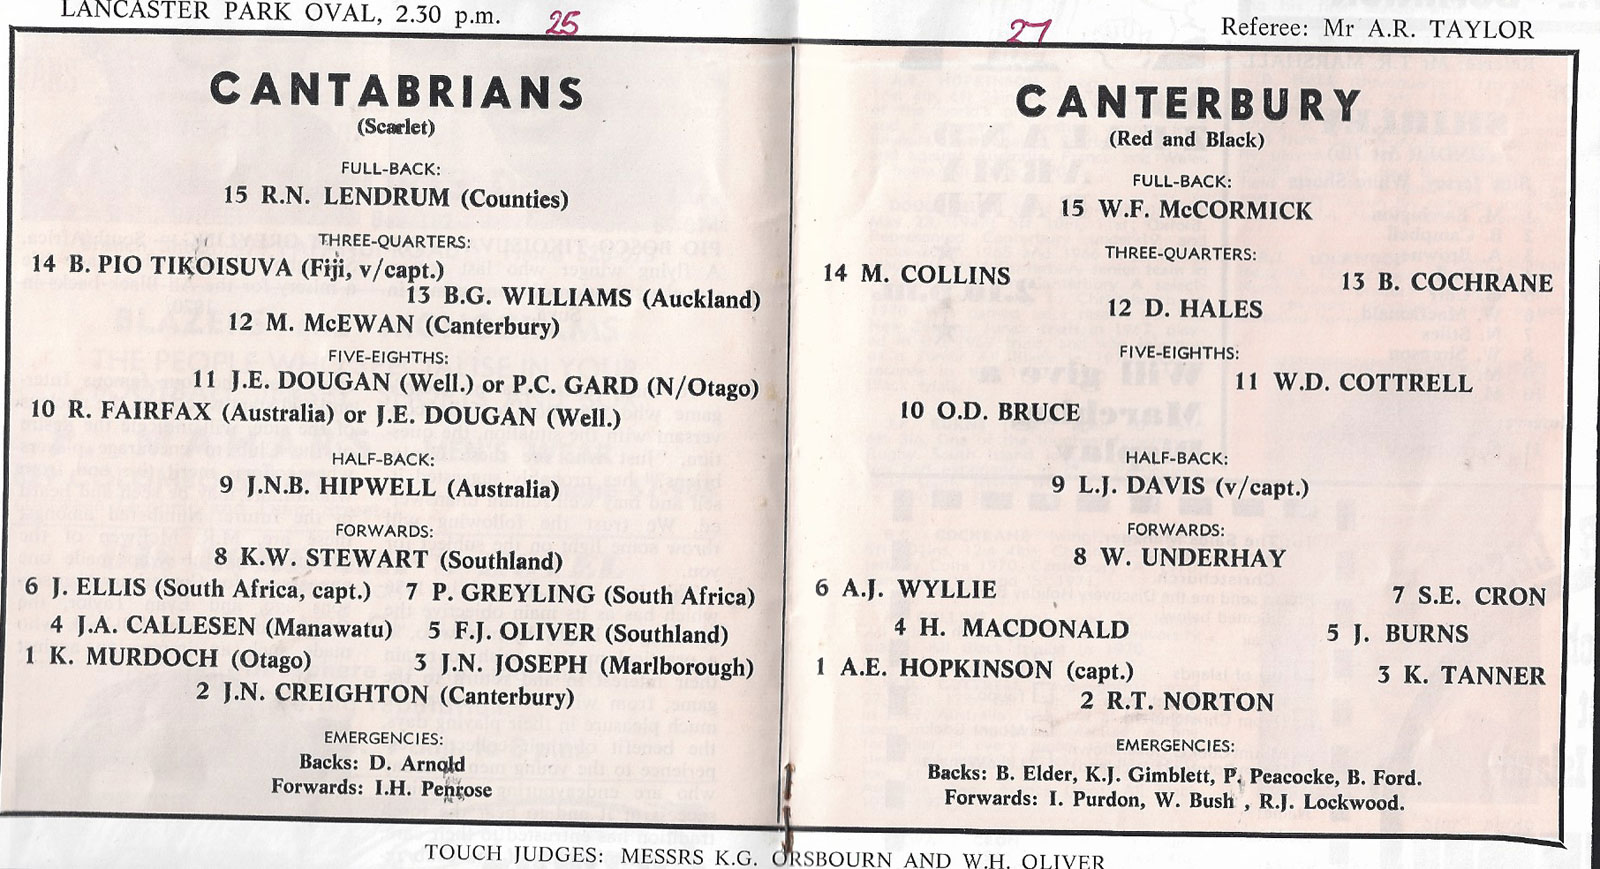 LANCASTER PARK OVAL, 2.30 p.m.
25
27
Referee: Mr A.R. TAYLOR
CANTABRIANS
(Scarlet)
FULL-BACK:
15 R.N. LENDRUM (Counties)
THREE-QUARTERS:
14 B. PIO TIKOISUVA (Fiji, v/capt.)
13 B.G. WILLIAMS (Auckland)
12 M. McEWAN (Canterbury)
FIVE-EIGHTHS:
11 J.E. DOUGAN (Well.) or P.C. GARD (N/Otago)
10 R. FAIRFAX (Australia) or J.E. DOUGAN (Well.)
HALF-BACK:
9 J.N.B. HIPWELL (Australia)
FORWARDS:
8 K.W. STEWART (Southland)
6 J. ELLIS (South Africa, capt.) 7 P. GREYLING (South Africa)
4 J.A. CALLESEN (Manawatu) 5 F.J. OLIVER (Southland)
1 K. MURDOCH (Otago) 3 J.N. JOSEPH (Marlborough)
2 J.N. CREIGHTON (Canterbury)
EMERGENCIES:
Backs: D. Arnold
Forwards: I.H. Penrose
CANTERBURY
(Red and Black)
FULL-BACK:
15 W.F. McCORMICK
THREE-QUARTERS:
14 M. COLLINS 13 B. COCHRANE
12 D. HALES
FIVE-EIGHTHS:
11 W.D. COTTRELL
10 O.D. BRUCE
HALF-BACK:
9 L.J. DAVIS (v/capt.)
FORWARDS:
8 W. UNDERHAY
6 A.J. WYLLIE 7 S.E. CRON
4 H. MACDONALD 5 J. BURNS
1 A.E. HOPKINSON (capt.) 3 K. TANNER
2 R.T. NORTON
EMERGENCIES:
Backs: B. Elder, K.J. Gimblett, P. Peacocke, B. Ford.
Forwards: I. Purdon, W. Bush , R.J. Lockwood.
TOUCH JUDGES: MESSRS K.G. ORSBOURN AND W.H. OLIVER